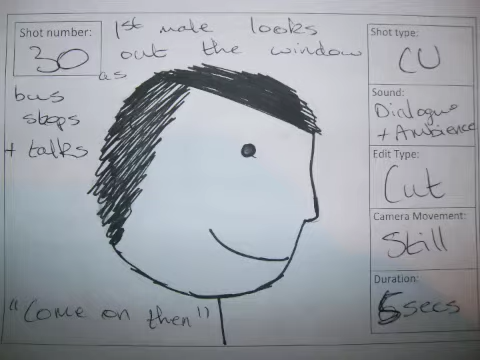 Shot number:
30
1st male looks
out the window
as
bus
stops
+ talks
"Come on then"
Shot type:
CU
Sound:
Dialogue
+ Ambience
Edit Type:
Cut
Camera Movement:
Still
Duration:
5secs